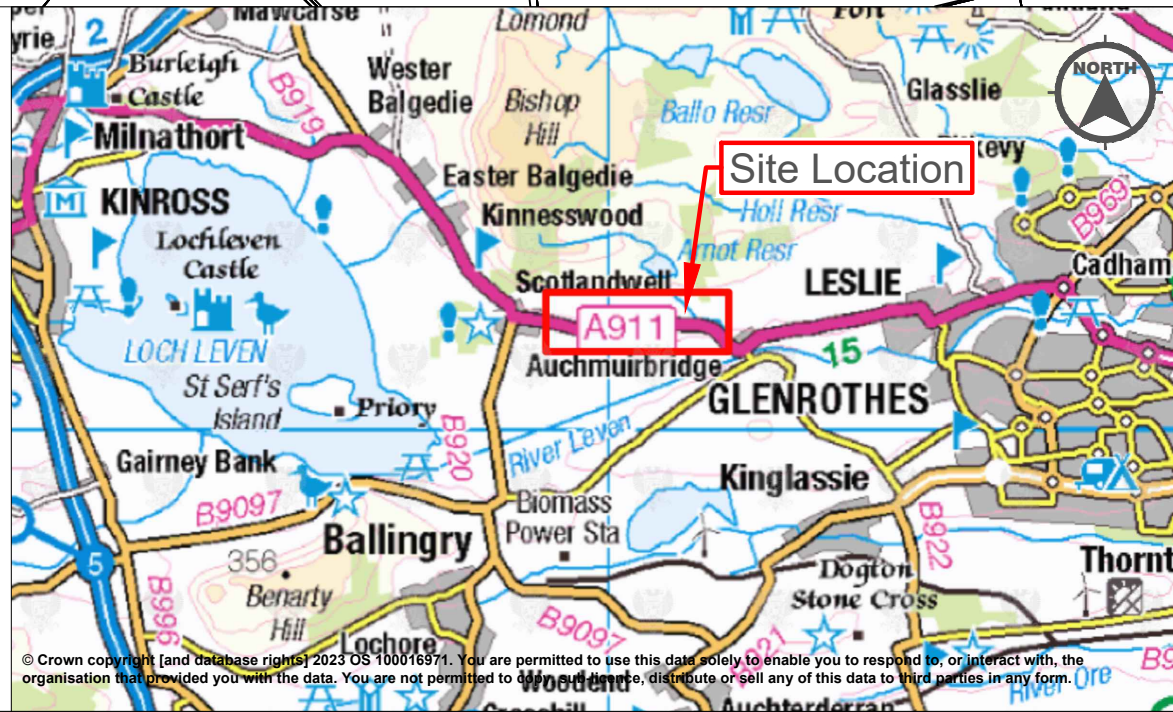 Mawcarse
Lomond
2
Burleigh
Castle
Wester
Balgedie
Bishop
Hill
Ballo Resr
Glasslie
NORTH
B919
Milnathort
Site Location
Easter Balgedie
KINROSS
Kinnesswood
Holl Resr
B969
Lochleven
Castle
Arnot Resr
Cadham
Scotlandwell
LESLIE
A911
LOCH LEVEN
Auchmuirbridge
15
St Serf's
Island
GLENROTHES
Priory
B920
River Leven
Gairney Bank
Kinglassie
B9097
Biomass
Power Sta
B922
Ballingry
5
356
Thornt
Benarty
Hill
B996
Dogton
Stone Cross
B9097
Lochore
B921
© Crown copyright [and database rights] 2023 OS 100016971. You are permitted to use this data solely to enable you to respond to, or interact with, the
organisation that provided you with the data. You are not permitted to copy, sub-licence, distribute or sell any of this data to third parties in any form.
Woodend
River Ore
Auchterderran